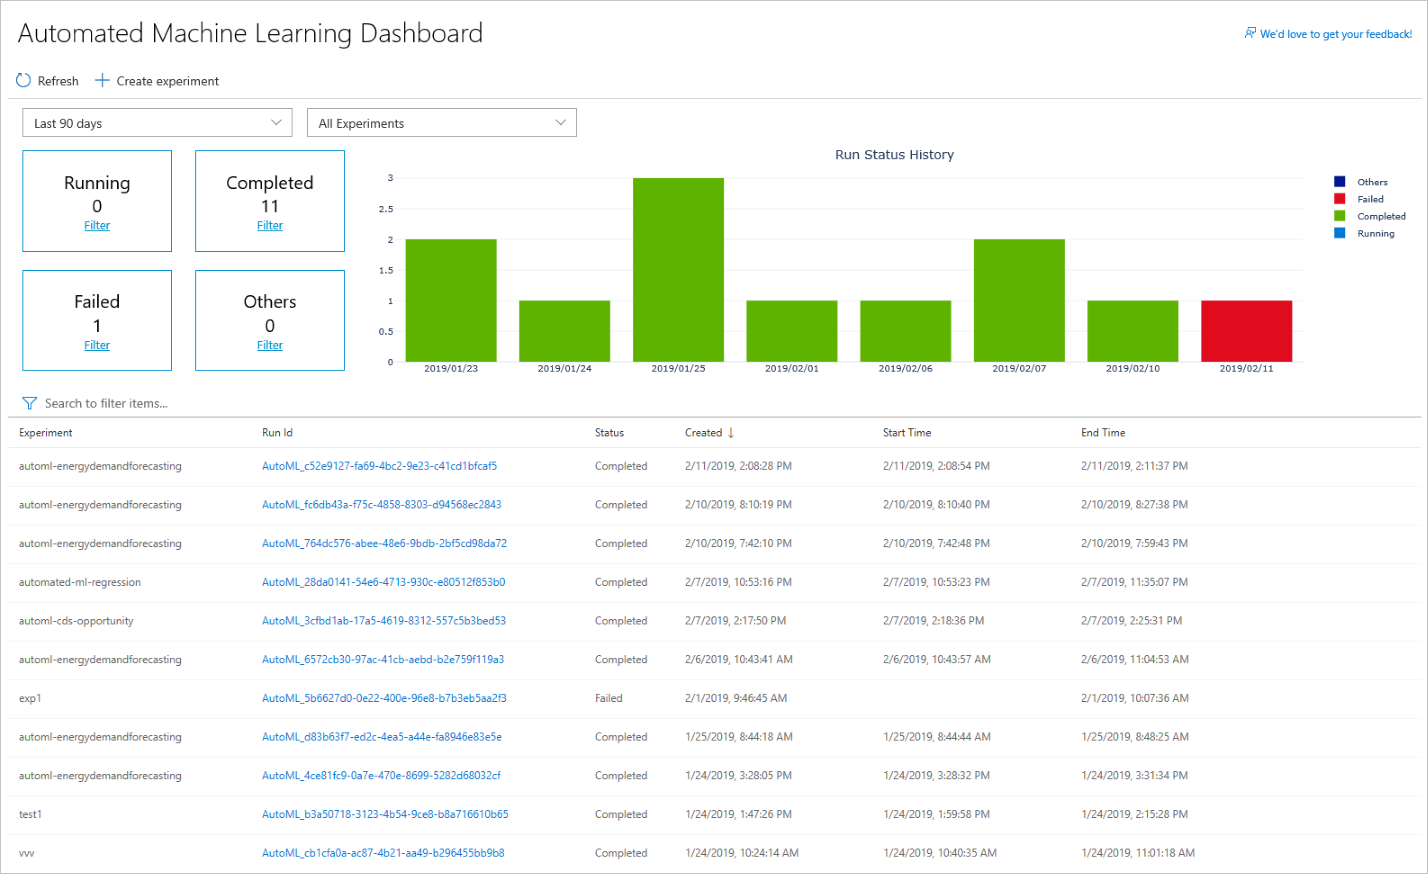 Automated Machine Learning Dashboard
We'd love to get your feedback!
Refresh Create experiment
Last 90 days All Experiments
Running
0
Filter
Completed
11
Filter
Failed
1
Filter
Others
0
Filter
Run Status History
3
2.5
2
1.5
1
0.5
0
2019/01/23 2019/01/24 2019/01/25 2019/02/01 2019/02/06 2019/02/07 2019/02/10 2019/02/11
Others
Failed
Completed
Running
Search to filter items...
Experiment Run Id Status Created ↓ Start Time End Time
automl-energydemandforecasting AutoML_c52e9127-fa69-4bc2-9e23-c41cd1bfcaf5 Completed 2/11/2019, 2:08:28 PM 2/11/2019, 2:08:54 PM 2/11/2019, 2:11:37 PM
automl-energydemandforecasting AutoML_fc6db43a-f75c-4858-8303-d94568ec2843 Completed 2/10/2019, 8:10:19 PM 2/10/2019, 8:10:40 PM 2/10/2019, 8:27:38 PM
automl-energydemandforecasting AutoML_764dc576-abee-48e6-9bdb-2bf5cd98da72 Completed 2/10/2019, 7:42:10 PM 2/10/2019, 7:42:48 PM 2/10/2019, 7:59:43 PM
automated-ml-regression AutoML_28da0141-54e6-4713-930c-e80512f853b0 Completed 2/7/2019, 10:53:16 PM 2/7/2019, 10:53:23 PM 2/7/2019, 11:35:07 PM
automl-cds-opportunity AutoML_3cfbd1ab-17a5-4619-8312-557c5b3bed53 Completed 2/7/2019, 2:17:50 PM 2/7/2019, 2:18:36 PM 2/7/2019, 2:25:31 PM
automl-energydemandforecasting AutoML_6572cb30-97ac-41cb-aebd-b2e759f119a3 Completed 2/6/2019, 10:43:41 AM 2/6/2019, 10:43:57 AM 2/6/2019, 11:04:53 AM
exp1 AutoML_5b6627d0-0e22-400e-96e8-b7b3eb5aa2f3 Failed 2/1/2019, 9:46:45 AM 2/1/2019, 10:07:36 AM
automl-energydemandforecasting AutoML_d83b63f7-ed2c-4ea5-a44e-fa8946e83e5e Completed 1/25/2019, 8:44:18 AM 1/25/2019, 8:44:44 AM 1/25/2019, 8:48:25 AM
automl-energydemandforecasting AutoML_4ce81fc9-0a7e-470e-8699-5282d68032cf Completed 1/24/2019, 3:28:05 PM 1/24/2019, 3:28:32 PM 1/24/2019, 3:31:34 PM
test1 AutoML_b3a50718-3123-4b54-9ce8-b8a716610b65 Completed 1/24/2019, 1:47:26 PM 1/24/2019, 1:59:58 PM 1/24/2019, 2:15:28 PM
vvv AutoML_cb1cfa0a-ac87-4b21-aa49-b296455bb9b8 Completed 1/24/2019, 10:24:14 AM 1/24/2019, 10:40:35 AM 1/24/2019, 11:01:18 AM